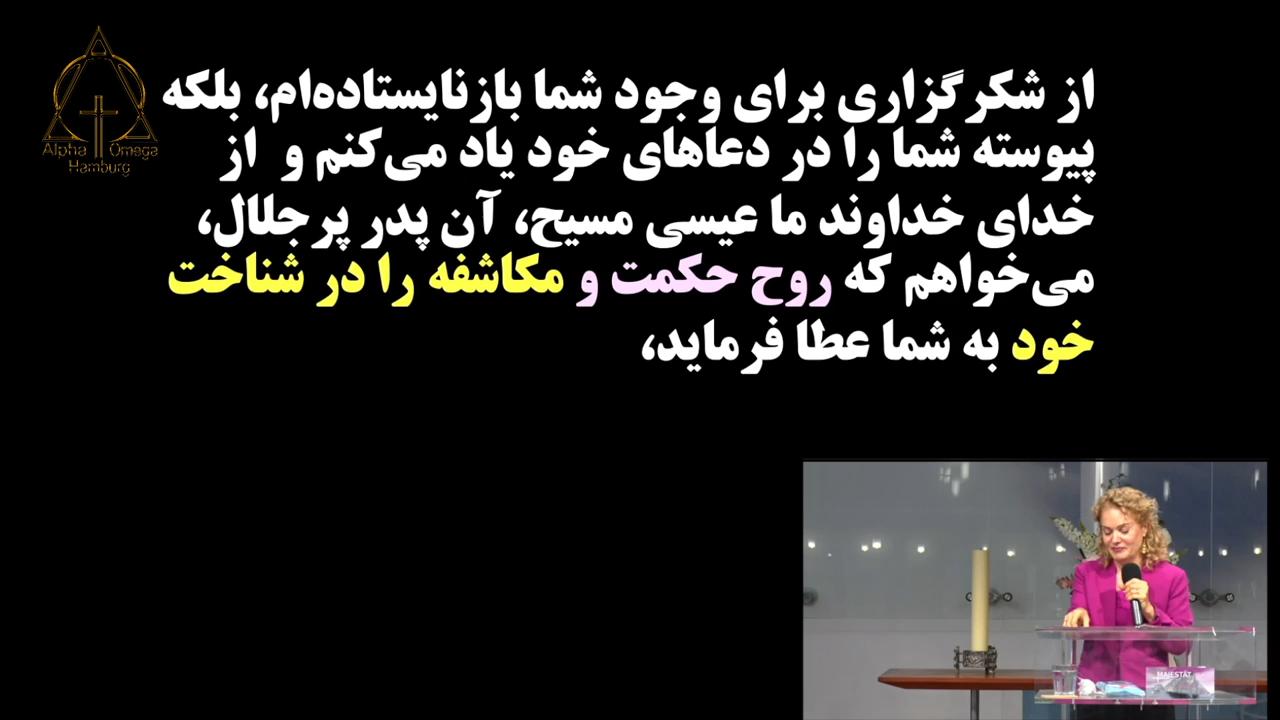 Alpha Omega
Hamburg
از شکرگزاری برای وجود شما بازنایستاده‌ام، بلکه
پیوسته شما را در دعاهای خود یاد می‌کنم و از
خدای خداوند ما عیسی مسیح، آن پدر پرجلال،
می‌خواهم که روح حکمت و مکاشفه را در شناخت
خود به شما عطا فرماید،
MAJESTÄT